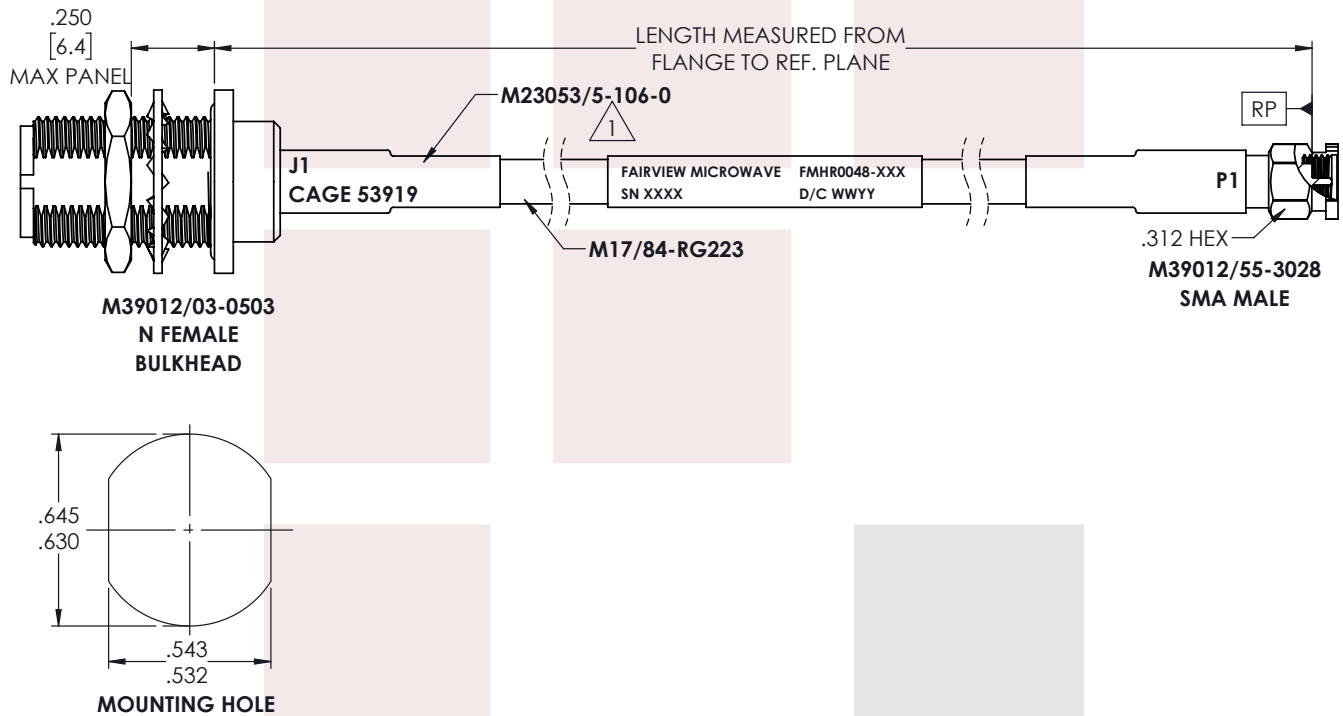 .250
[6.4]
MAX PANEL
LENGTH MEASURED FROM
FLANGE TO REF. PLANE
M23053/5-106-0
1
RP
J1
CAGE 53919
FAIRVIEW MICROWAVE FMHR0048-XXX
SN XXXX D/C WWYY
P1
M17/84-RG223
.312 HEX
M39012/55-3028
SMA MALE
M39012/03-0503
N FEMALE
BULKHEAD
.645
.630
.543
.532
MOUNTING HOLE